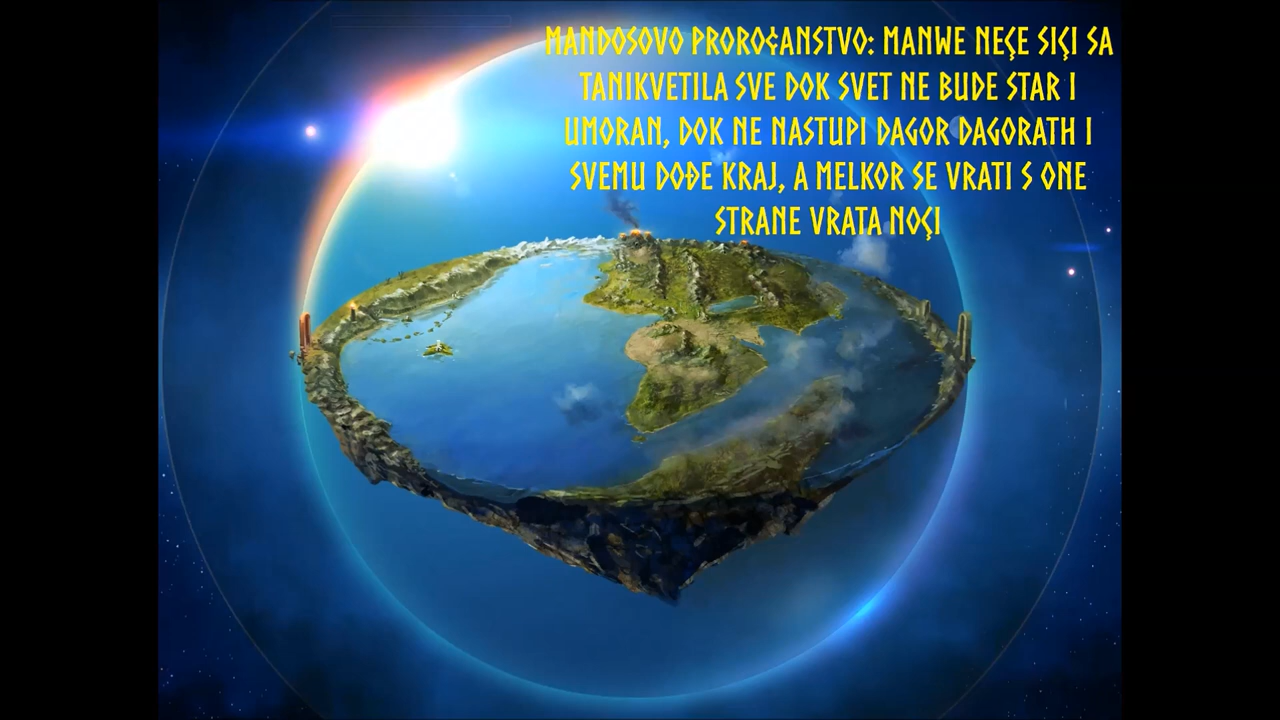 MANDOSOVO PROROČANSTVO: MANWE NEĆE SIĆI SA
TANIKVETILA SVE DOK SVET NE BUDE STAR I
UMORAN, DOK NE NASTUPI DAGOR DAGORATH I
SVEMU DOĐE KRAJ, A MELKOR SE VRATI S ONE
STRANE VRATA NOĆI